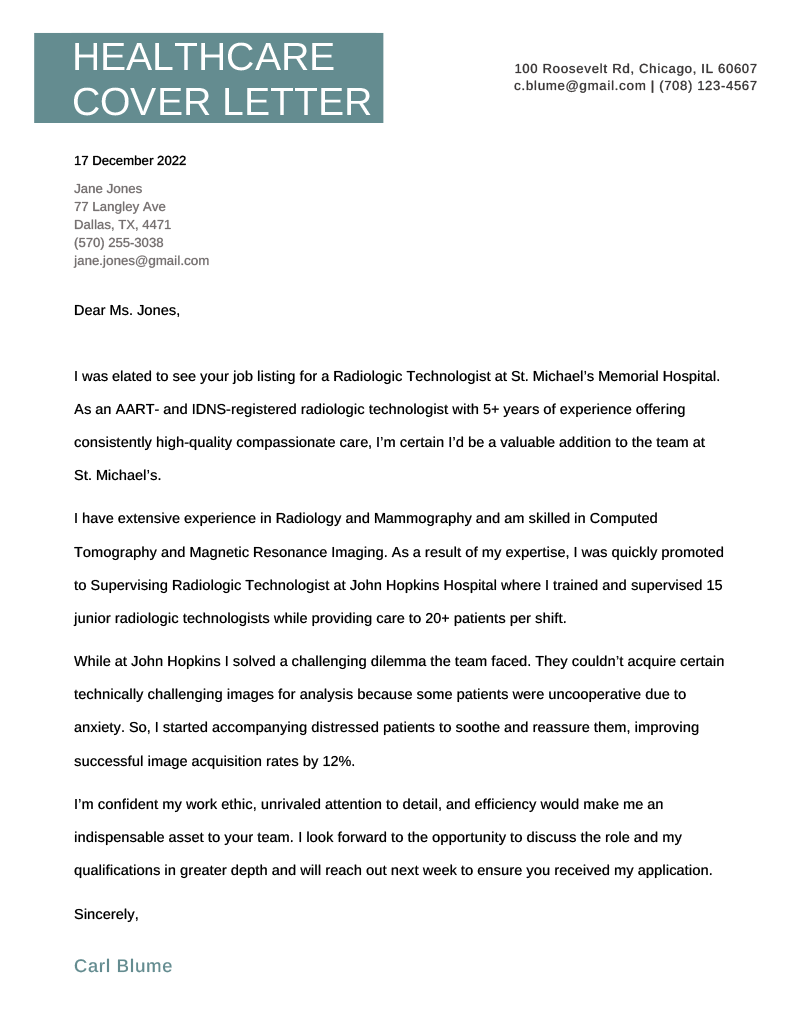 HEALTHCARE
COVER LETTER
100 Roosevelt Rd, Chicago, IL 60607
c.blume@gmail.com | (708) 123-4567
17 December 2022
Jane Jones
77 Langley Ave
Dallas, TX, 4471
(570) 255-3038
jane.jones@gmail.com
Dear Ms. Jones,
I was elated to see your job listing for a Radiologic Technologist at St. Michael’s Memorial Hospital.
As an AART- and IDNS-registered radiologic technologist with 5+ years of experience offering
consistently high-quality compassionate care, I’m certain I’d be a valuable addition to the team at
St. Michael’s.
I have extensive experience in Radiology and Mammography and am skilled in Computed
Tomography and Magnetic Resonance Imaging. As a result of my expertise, I was quickly promoted
to Supervising Radiologic Technologist at John Hopkins Hospital where I trained and supervised 15
junior radiologic technologists while providing care to 20+ patients per shift.
While at John Hopkins I solved a challenging dilemma the team faced. They couldn’t acquire certain
technically challenging images for analysis because some patients were uncooperative due to
anxiety. So, I started accompanying distressed patients to soothe and reassure them, improving
successful image acquisition rates by 12%.
I’m confident my work ethic, unrivaled attention to detail, and efficiency would make me an
indispensable asset to your team. I look forward to the opportunity to discuss the role and my
qualifications in greater depth and will reach out next week to ensure you received my application.
Sincerely,
Carl Blume